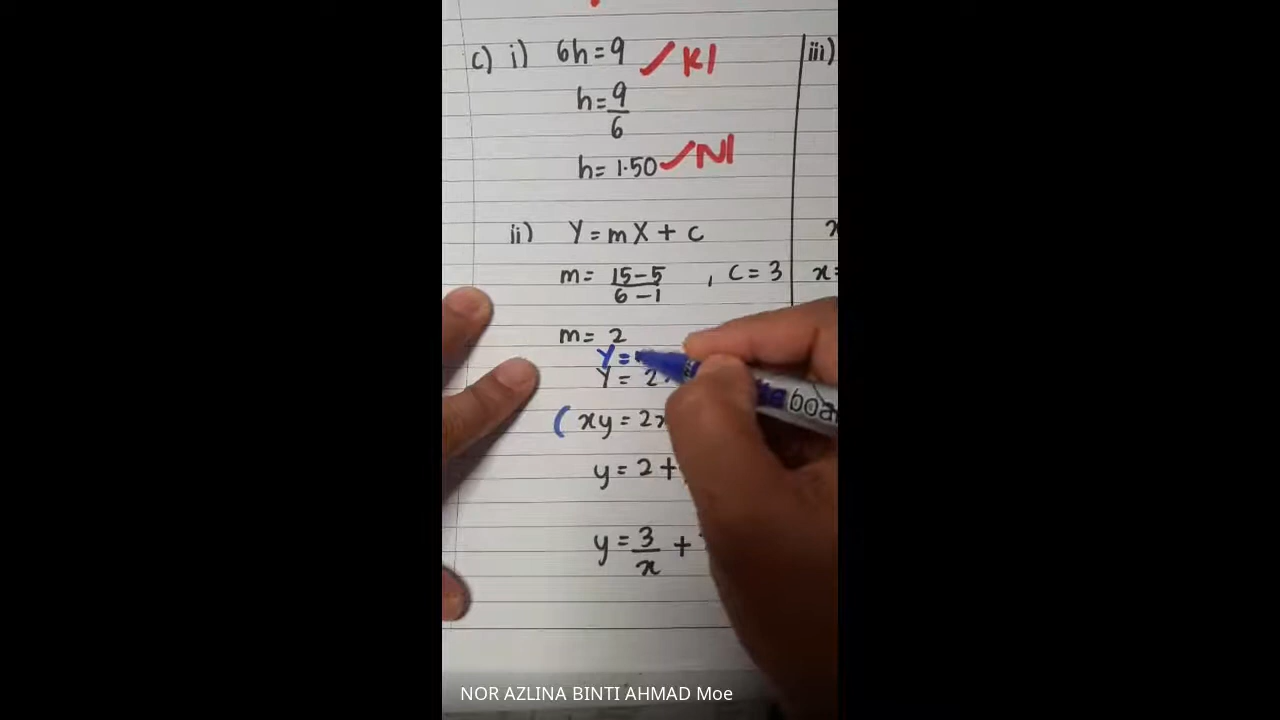 c) i) 6h = 9 ✓ K1
iii)
h = 9/6
h = 1.50 ✓ N1
ii) Y = mX + c
m = 15 - 5 / 6 - 1 , c = 3
x =
m = 2
Y =
Y = 2
( xy = 2x
y = 2 +
y = 3/x +
boa
NOR AZLINA BINTI AHMAD Moe